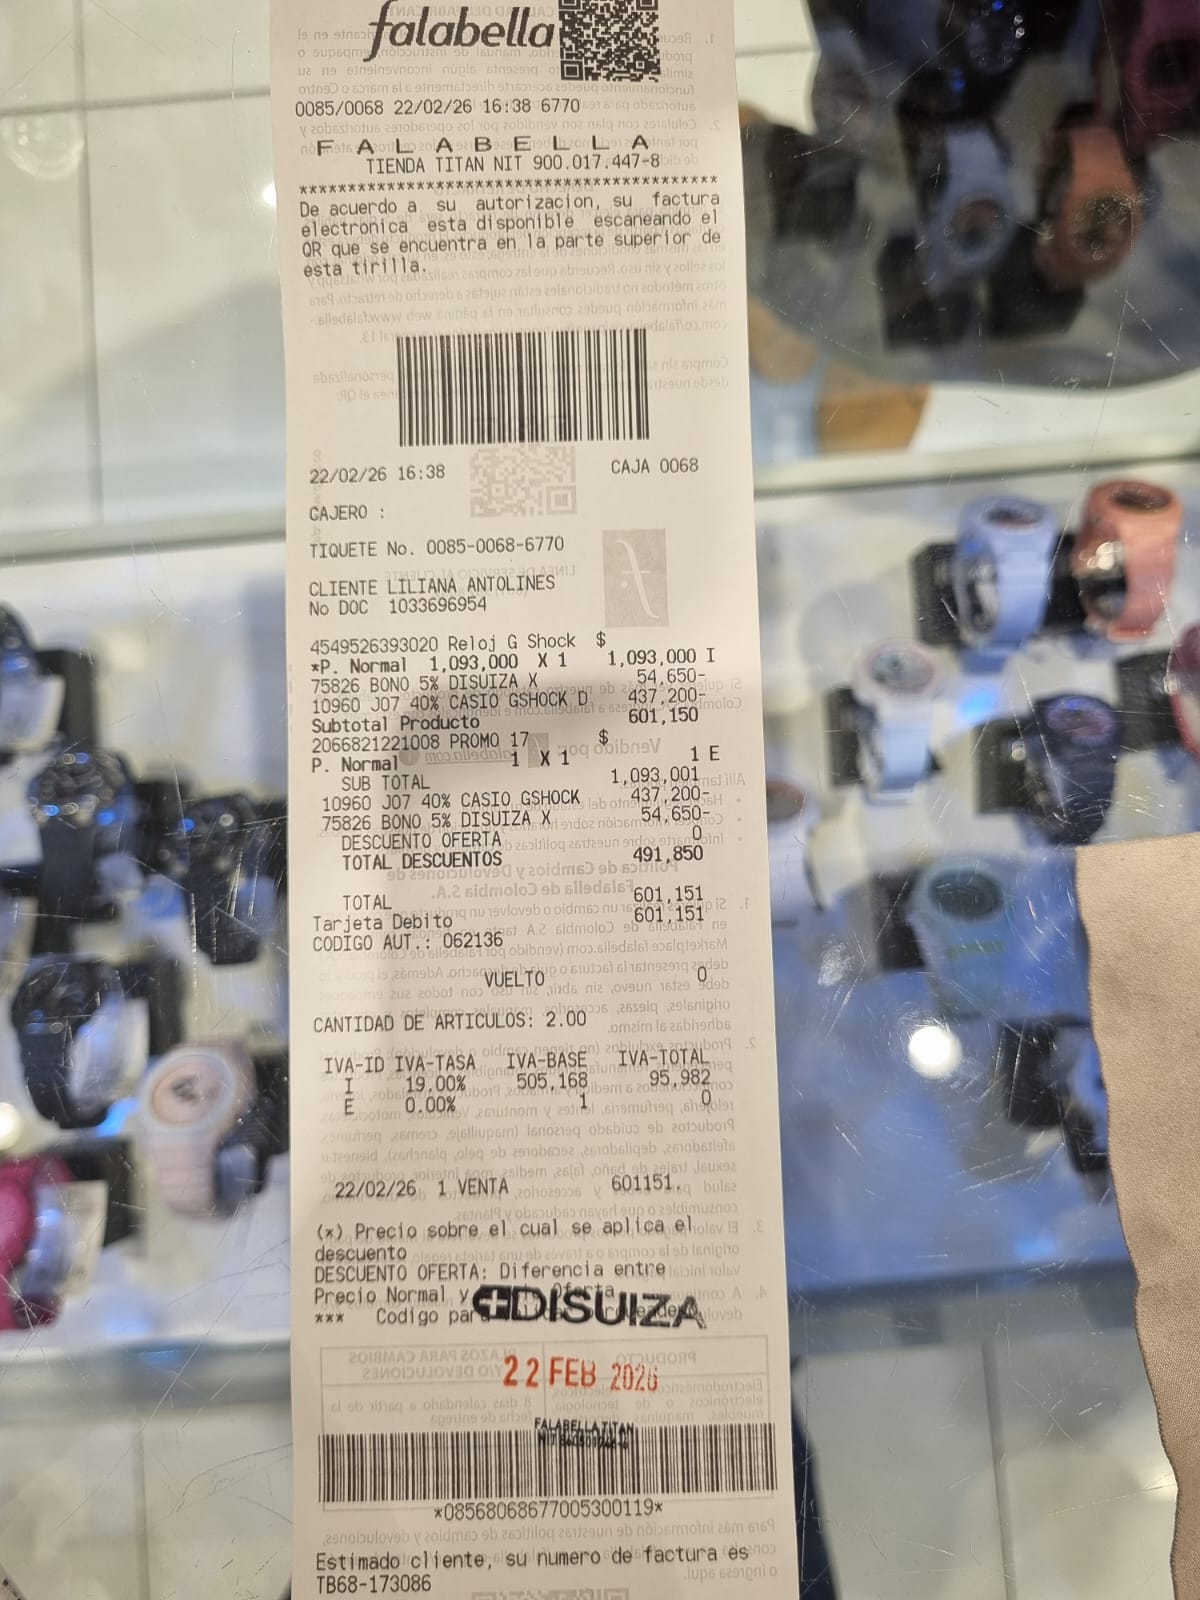 falabella
0085/0068 22/02/26 16:38 6770
F A L A B E L L A
TIENDA TITAN NIT 900.017.447-8
******************************************
De acuerdo a su autorizacion, su factura
electronica esta disponible escaneando el
QR que se encuentra en la parte superior de
esta tirilla.
22/02/26 16:38 CAJA 0068
CAJERO :
TIQUETE No. 0085-0068-6770
CLIENTE LILIANA ANTOLINES
No DOC 1033696954
4549526393020 Reloj G Shock $
*P. Normal 1,093,000 X 1 1,093,000 I
75826 BONO 5% DISUIZA X 54,650-
10960 J07 40% CASIO GSHOCK D 437,200-
Subtotal Producto 601,150
2066821221008 PROMO 17 $
P. Normal 1 X 1 1 E
SUB TOTAL 1,093,001
10960 J07 40% CASIO GSHOCK 437,200-
75826 BONO 5% DISUIZA X 54,650-
DESCUENTO OFERTA 0
TOTAL DESCUENTOS 491,850
TOTAL 601,151
Tarjeta Debito 601,151
CODIGO AUT.: 062136
VUELTO 0
CANTIDAD DE ARTICULOS: 2.00
IVA-ID IVA-TASA IVA-BASE IVA-TOTAL
I 19,00% 505,168 95,982
E 0.00% 1 0
22/02/26 1 VENTA 601151.
(*) Precio sobre el cual se aplica el
descuento
DESCUENTO OFERTA: Diferencia entre
Precio Normal y Oferta
*** Codigo para
DISUIZA
22 FEB 2026
FALABELLA TITAN
*08568068677005300119*
Estimado cliente, su numero de factura es
TB68-173086